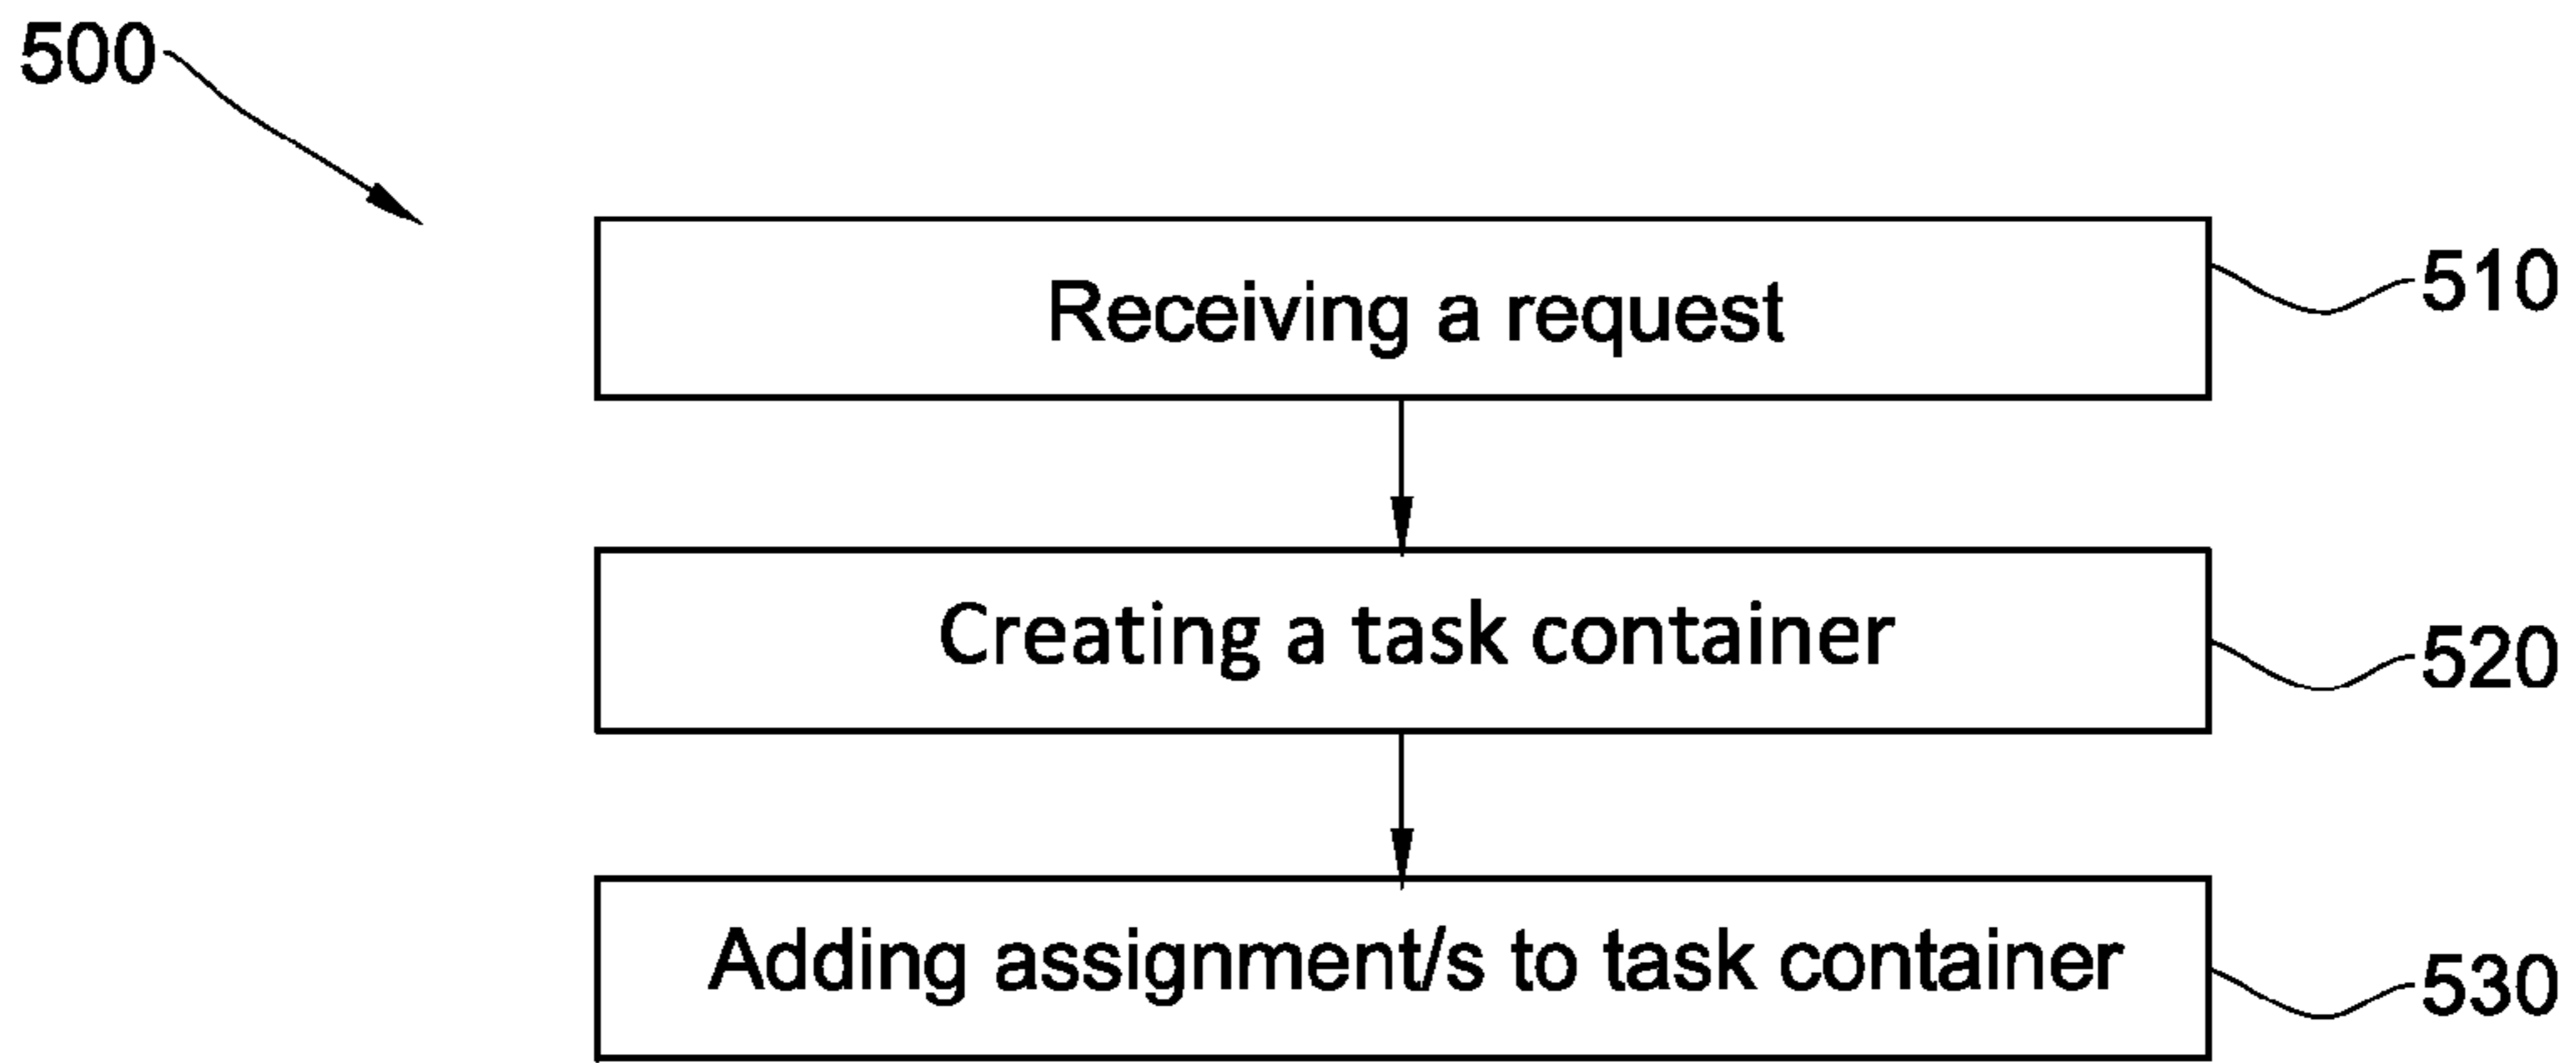 500
Receiving a request
510
Creating a task container
520
Adding assignment/s to task container
530